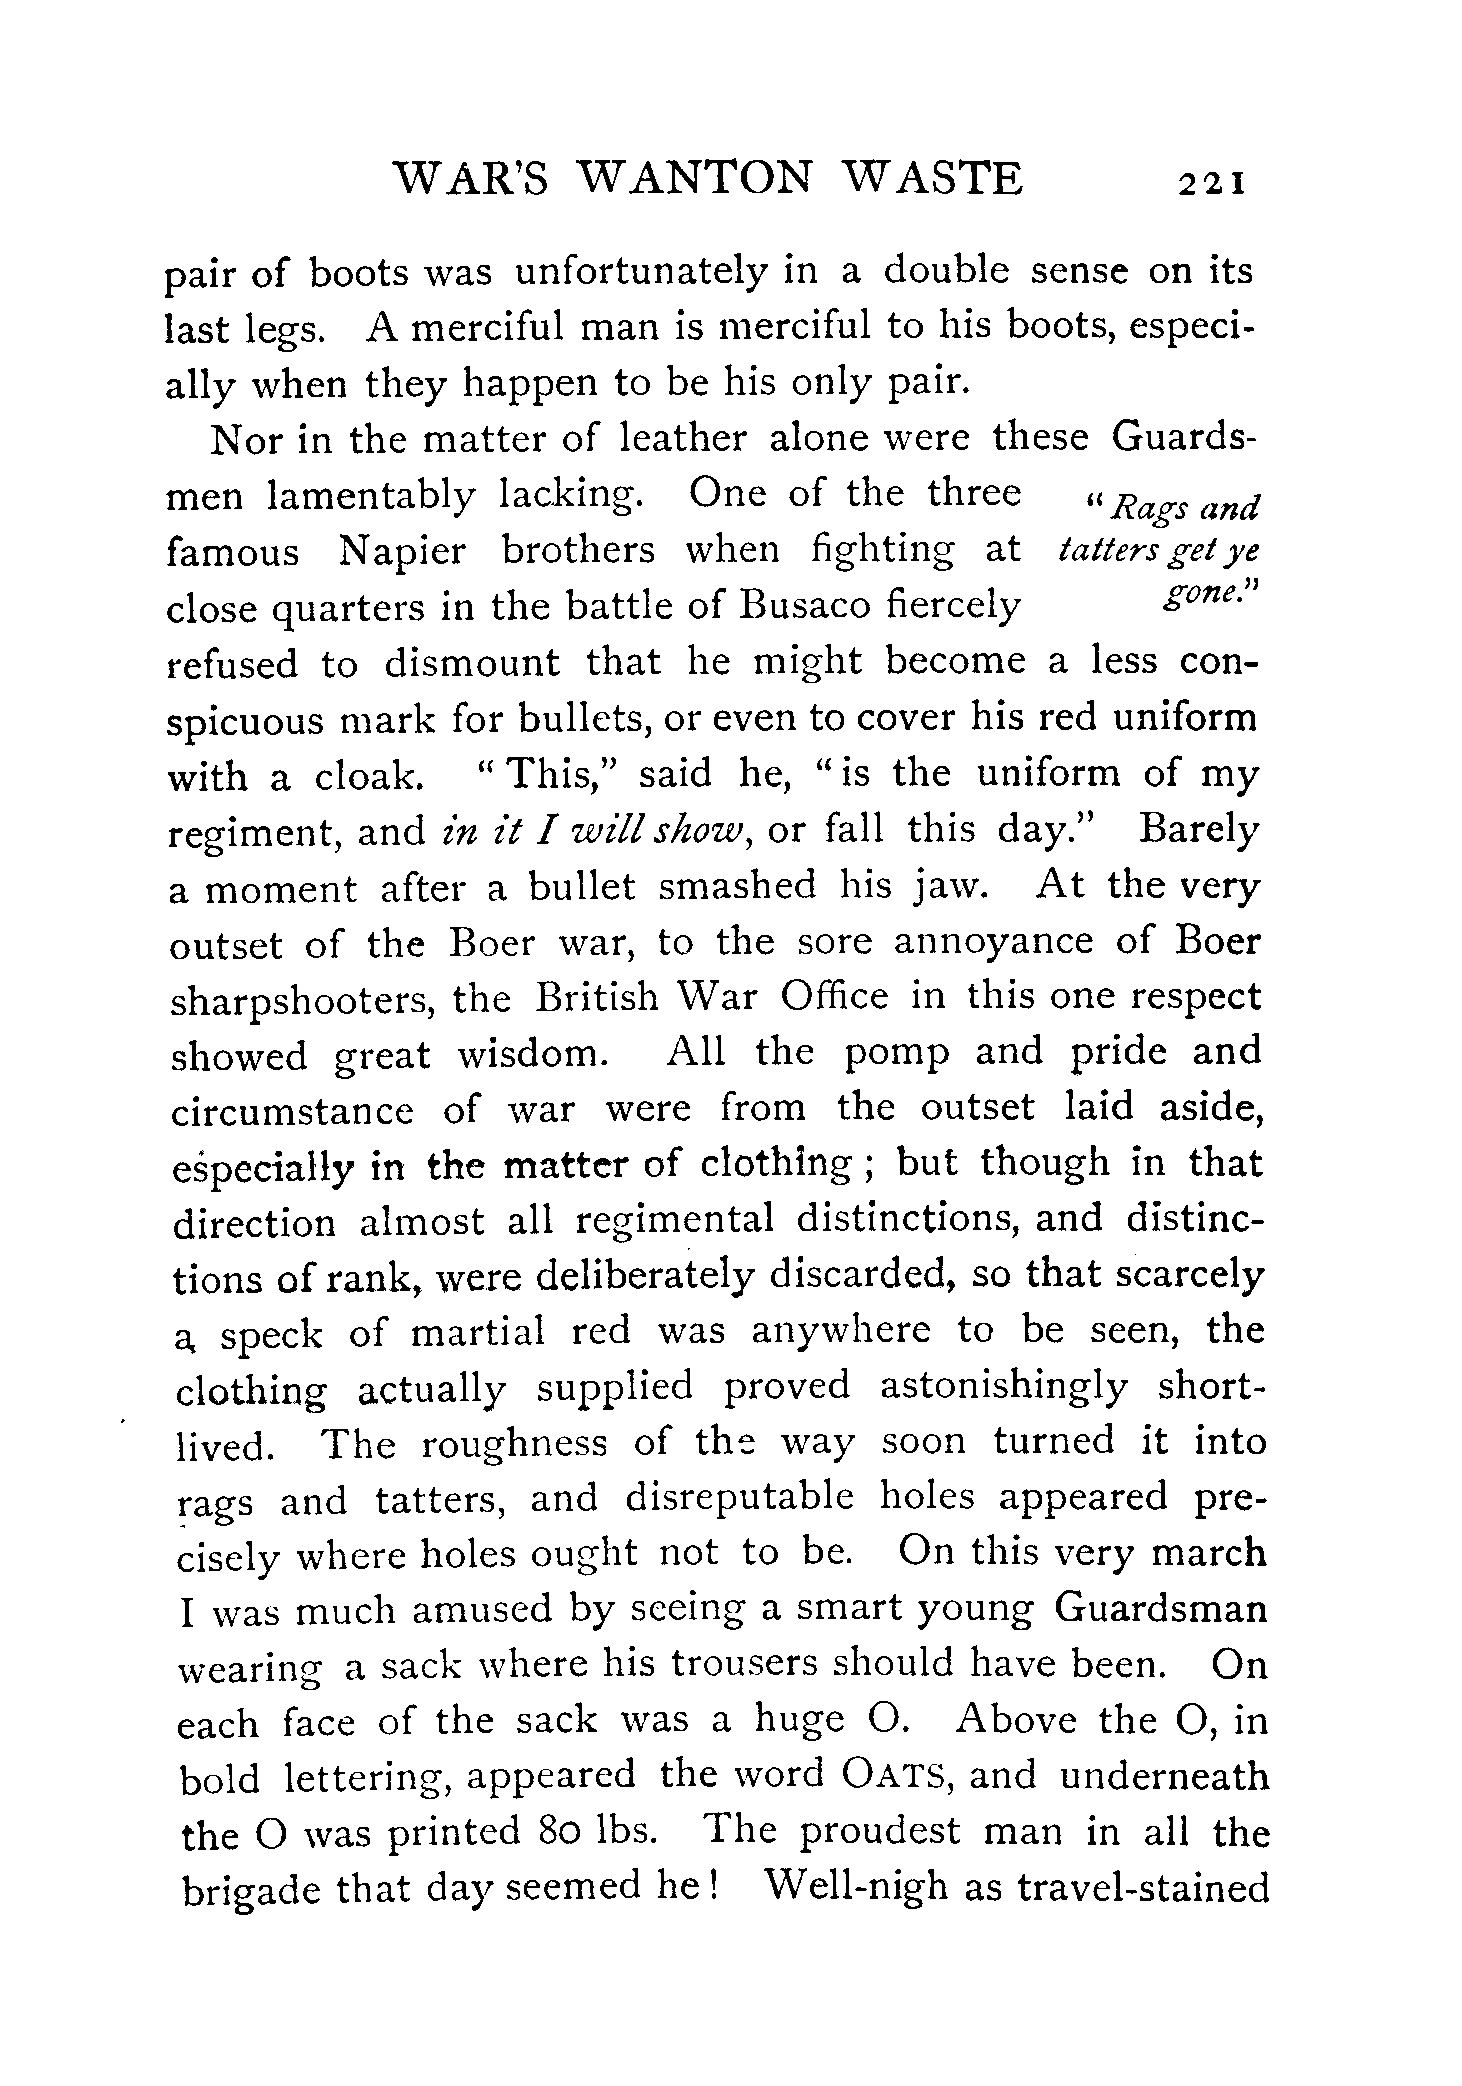 WAR'S WANTON WASTE 221
pair of boots was unfortunately in a double sense on its
last legs. A merciful man is merciful to his boots, especi-
ally when they happen to be his only pair.
Nor in the matter of leather alone were these Guards-
men lamentably lacking. One of the three
famous Napier brothers when fighting at
close quarters in the battle of Busaco fiercely
"Rags and
tatters get ye
gone."
refused to dismount that he might become a less con-
spicuous mark for bullets, or even to cover his red uniform
with a cloak. "This," said he, "is the uniform of my
regiment, and in it I will show, or fall this day." Barely
a moment after a bullet smashed his jaw. At the very
outset of the Boer war, to the sore annoyance of Boer
sharpshooters, the British War Office in this one respect
showed great wisdom. All the pomp and pride and
circumstance of war were from the outset laid aside,
especially in the matter of clothing; but though in that
direction almost all regimental distinctions, and distinc-
tions of rank, were deliberately discarded, so that scarcely
a speck of martial red was anywhere to be seen, the
clothing actually supplied proved astonishingly short-
lived. The roughness of the way soon turned it into
rags and tatters, and disreputable holes appeared pre-
cisely where holes ought not to be. On this very march
I was much amused by seeing a smart young Guardsman
wearing a sack where his trousers should have been. On
each face of the sack was a huge O. Above the O, in
bold lettering, appeared the word OATS, and underneath
the O was printed 80 lbs. The proudest man in all the
brigade that day seemed he! Well-nigh as travel-stained